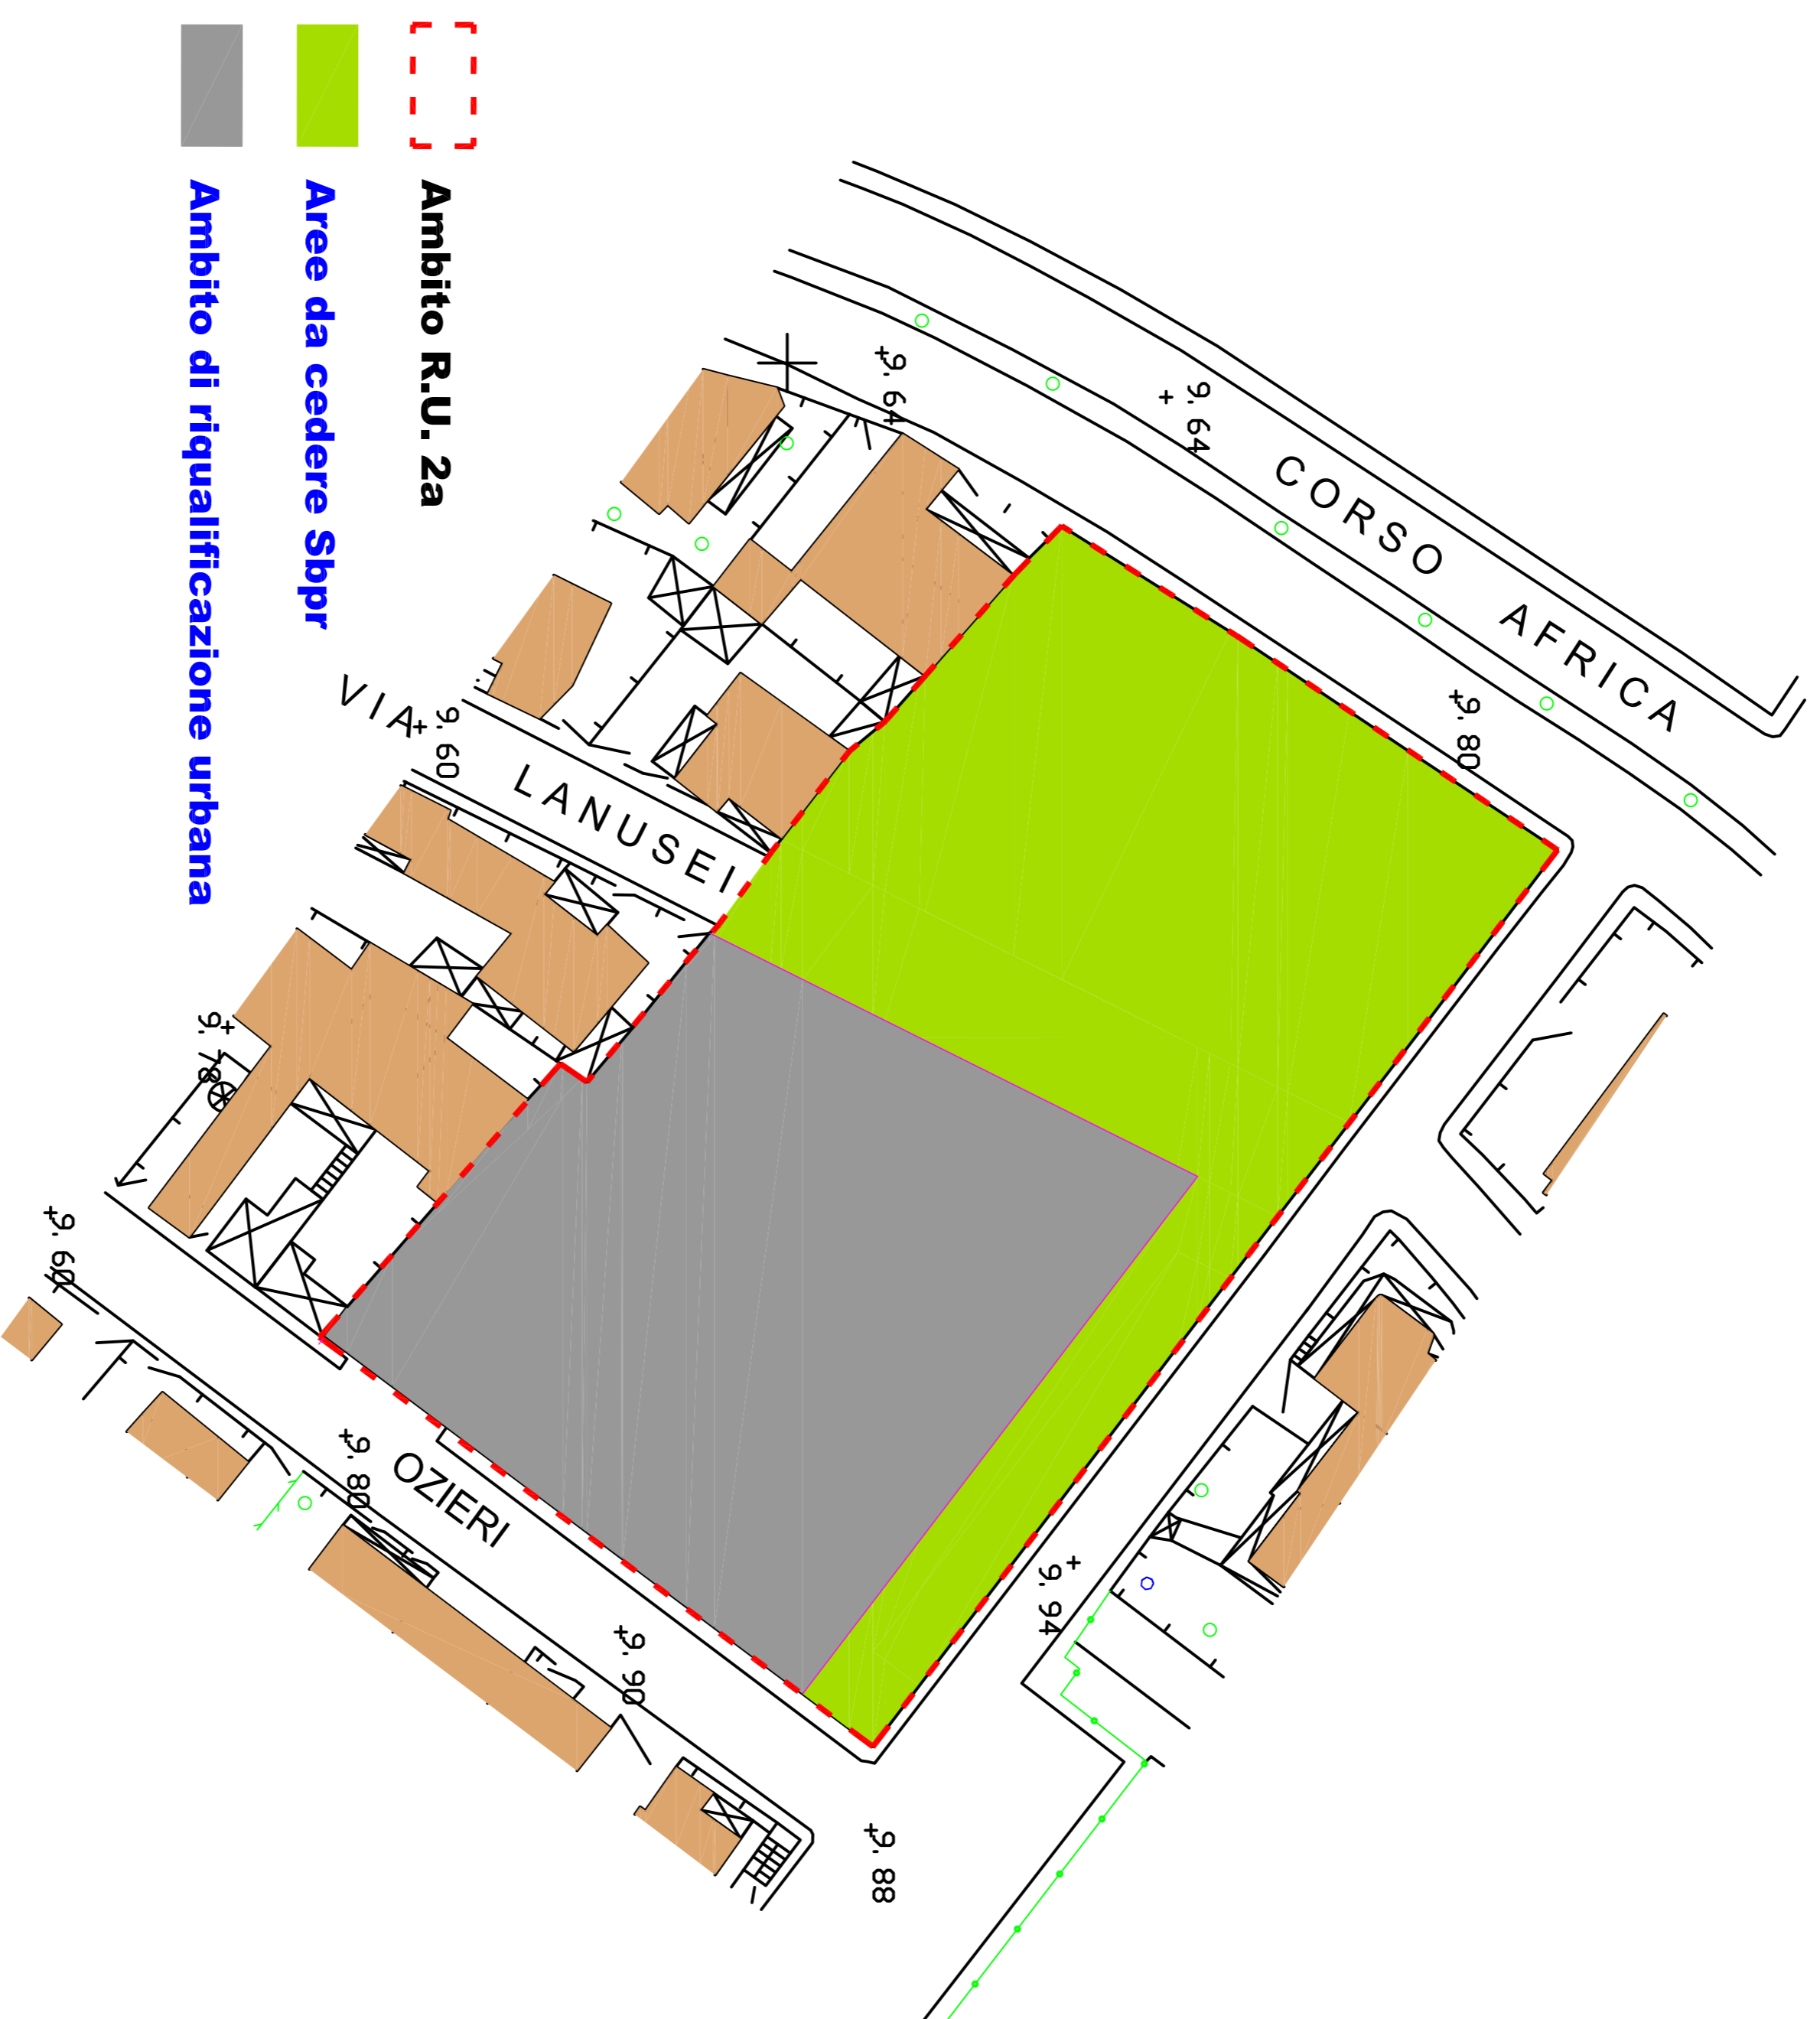 Ambito R.U. 2a
Aree da cedere Sbpr
Ambito di riqualificazione urbana
CORSO AFRICA
VIA LANUSEI
OZIERI
9. 64
9. 64
9. 80
9. 60
9. 78
9. 60
9. 80
9. 90
9. 94
9. 88